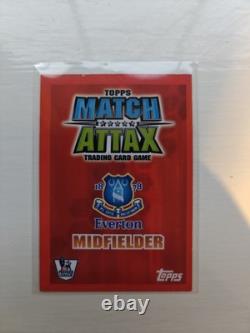 TOPPS
MATCH
ATTAX
TRADING CARD GAME
18 78
Everton
MIDFIELDER
Topps